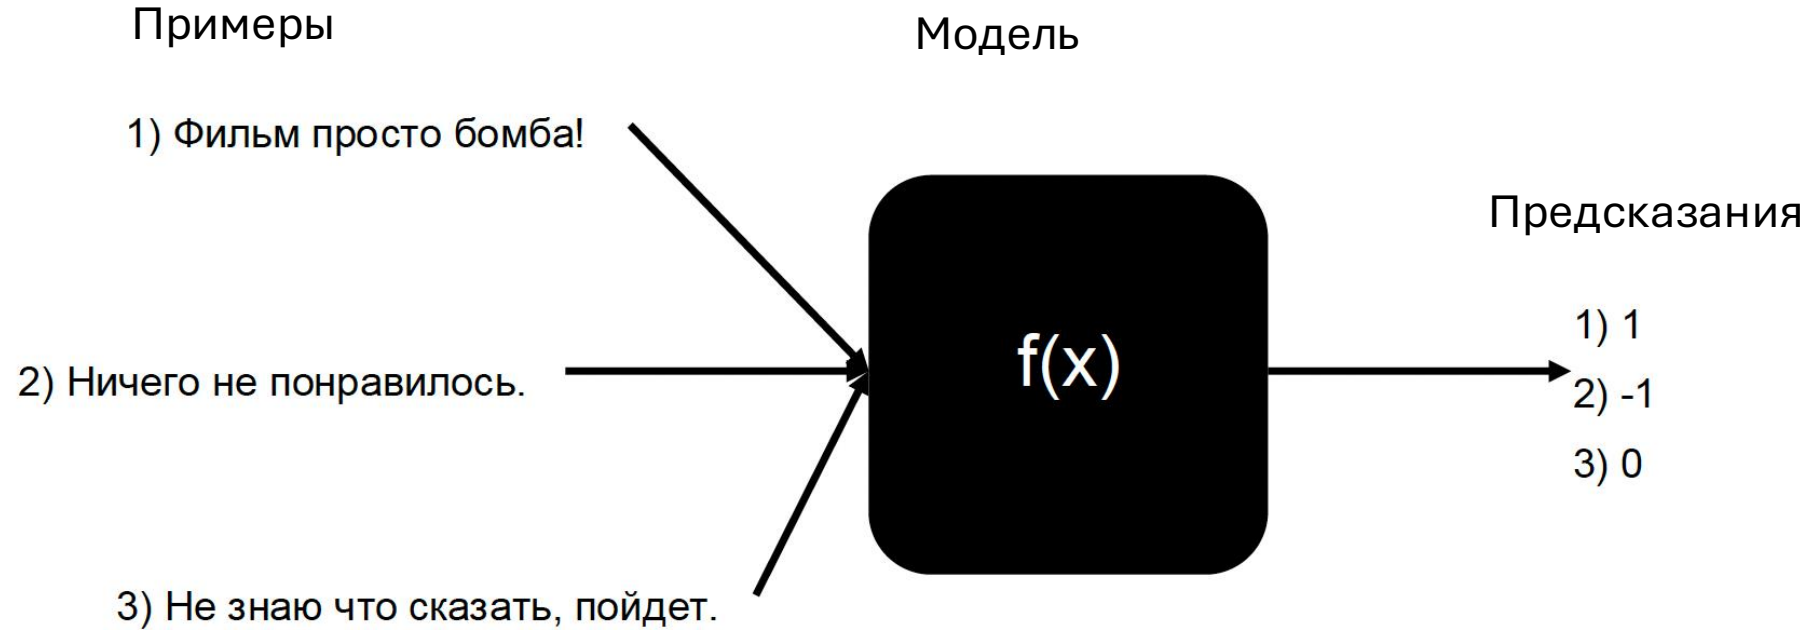 Примеры
1) Фильм просто бомба!
2) Ничего не понравилось.
3) Не знаю что сказать, пойдет.
Модель
f(x)
Предсказания
1) 1
2) -1
3) 0